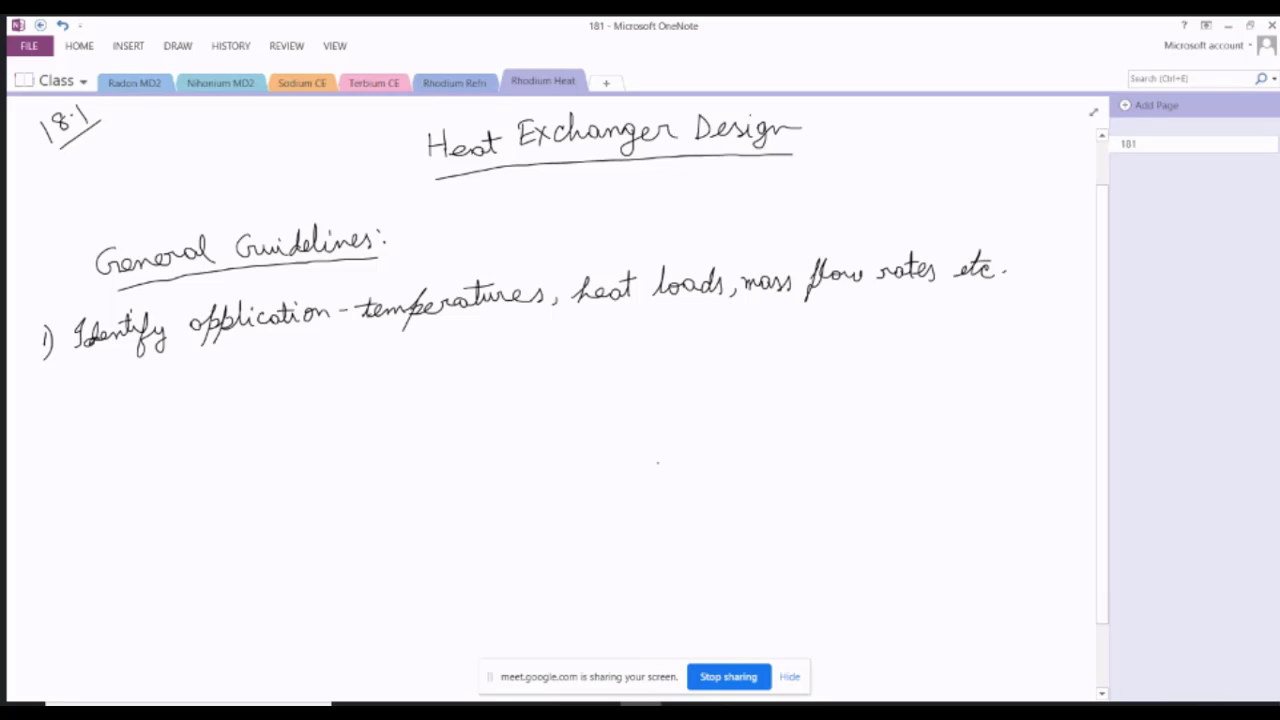 181 - Microsoft OneNote
?
FILE HOME INSERT DRAW HISTORY REVIEW VIEW
Microsoft account
Class
Radon MD2 Nihonium MD2 Sodium CE Terbium CE Rhodium Refn Rhodium Heat +
Search (Ctrl+E)
Add Page
181
18.1
Heat Exchanger Design
General Guidelines:
1) Identify application - temperatures, heat loads, mass flow rates etc.
meet.google.com is sharing your screen. Stop sharing Hide